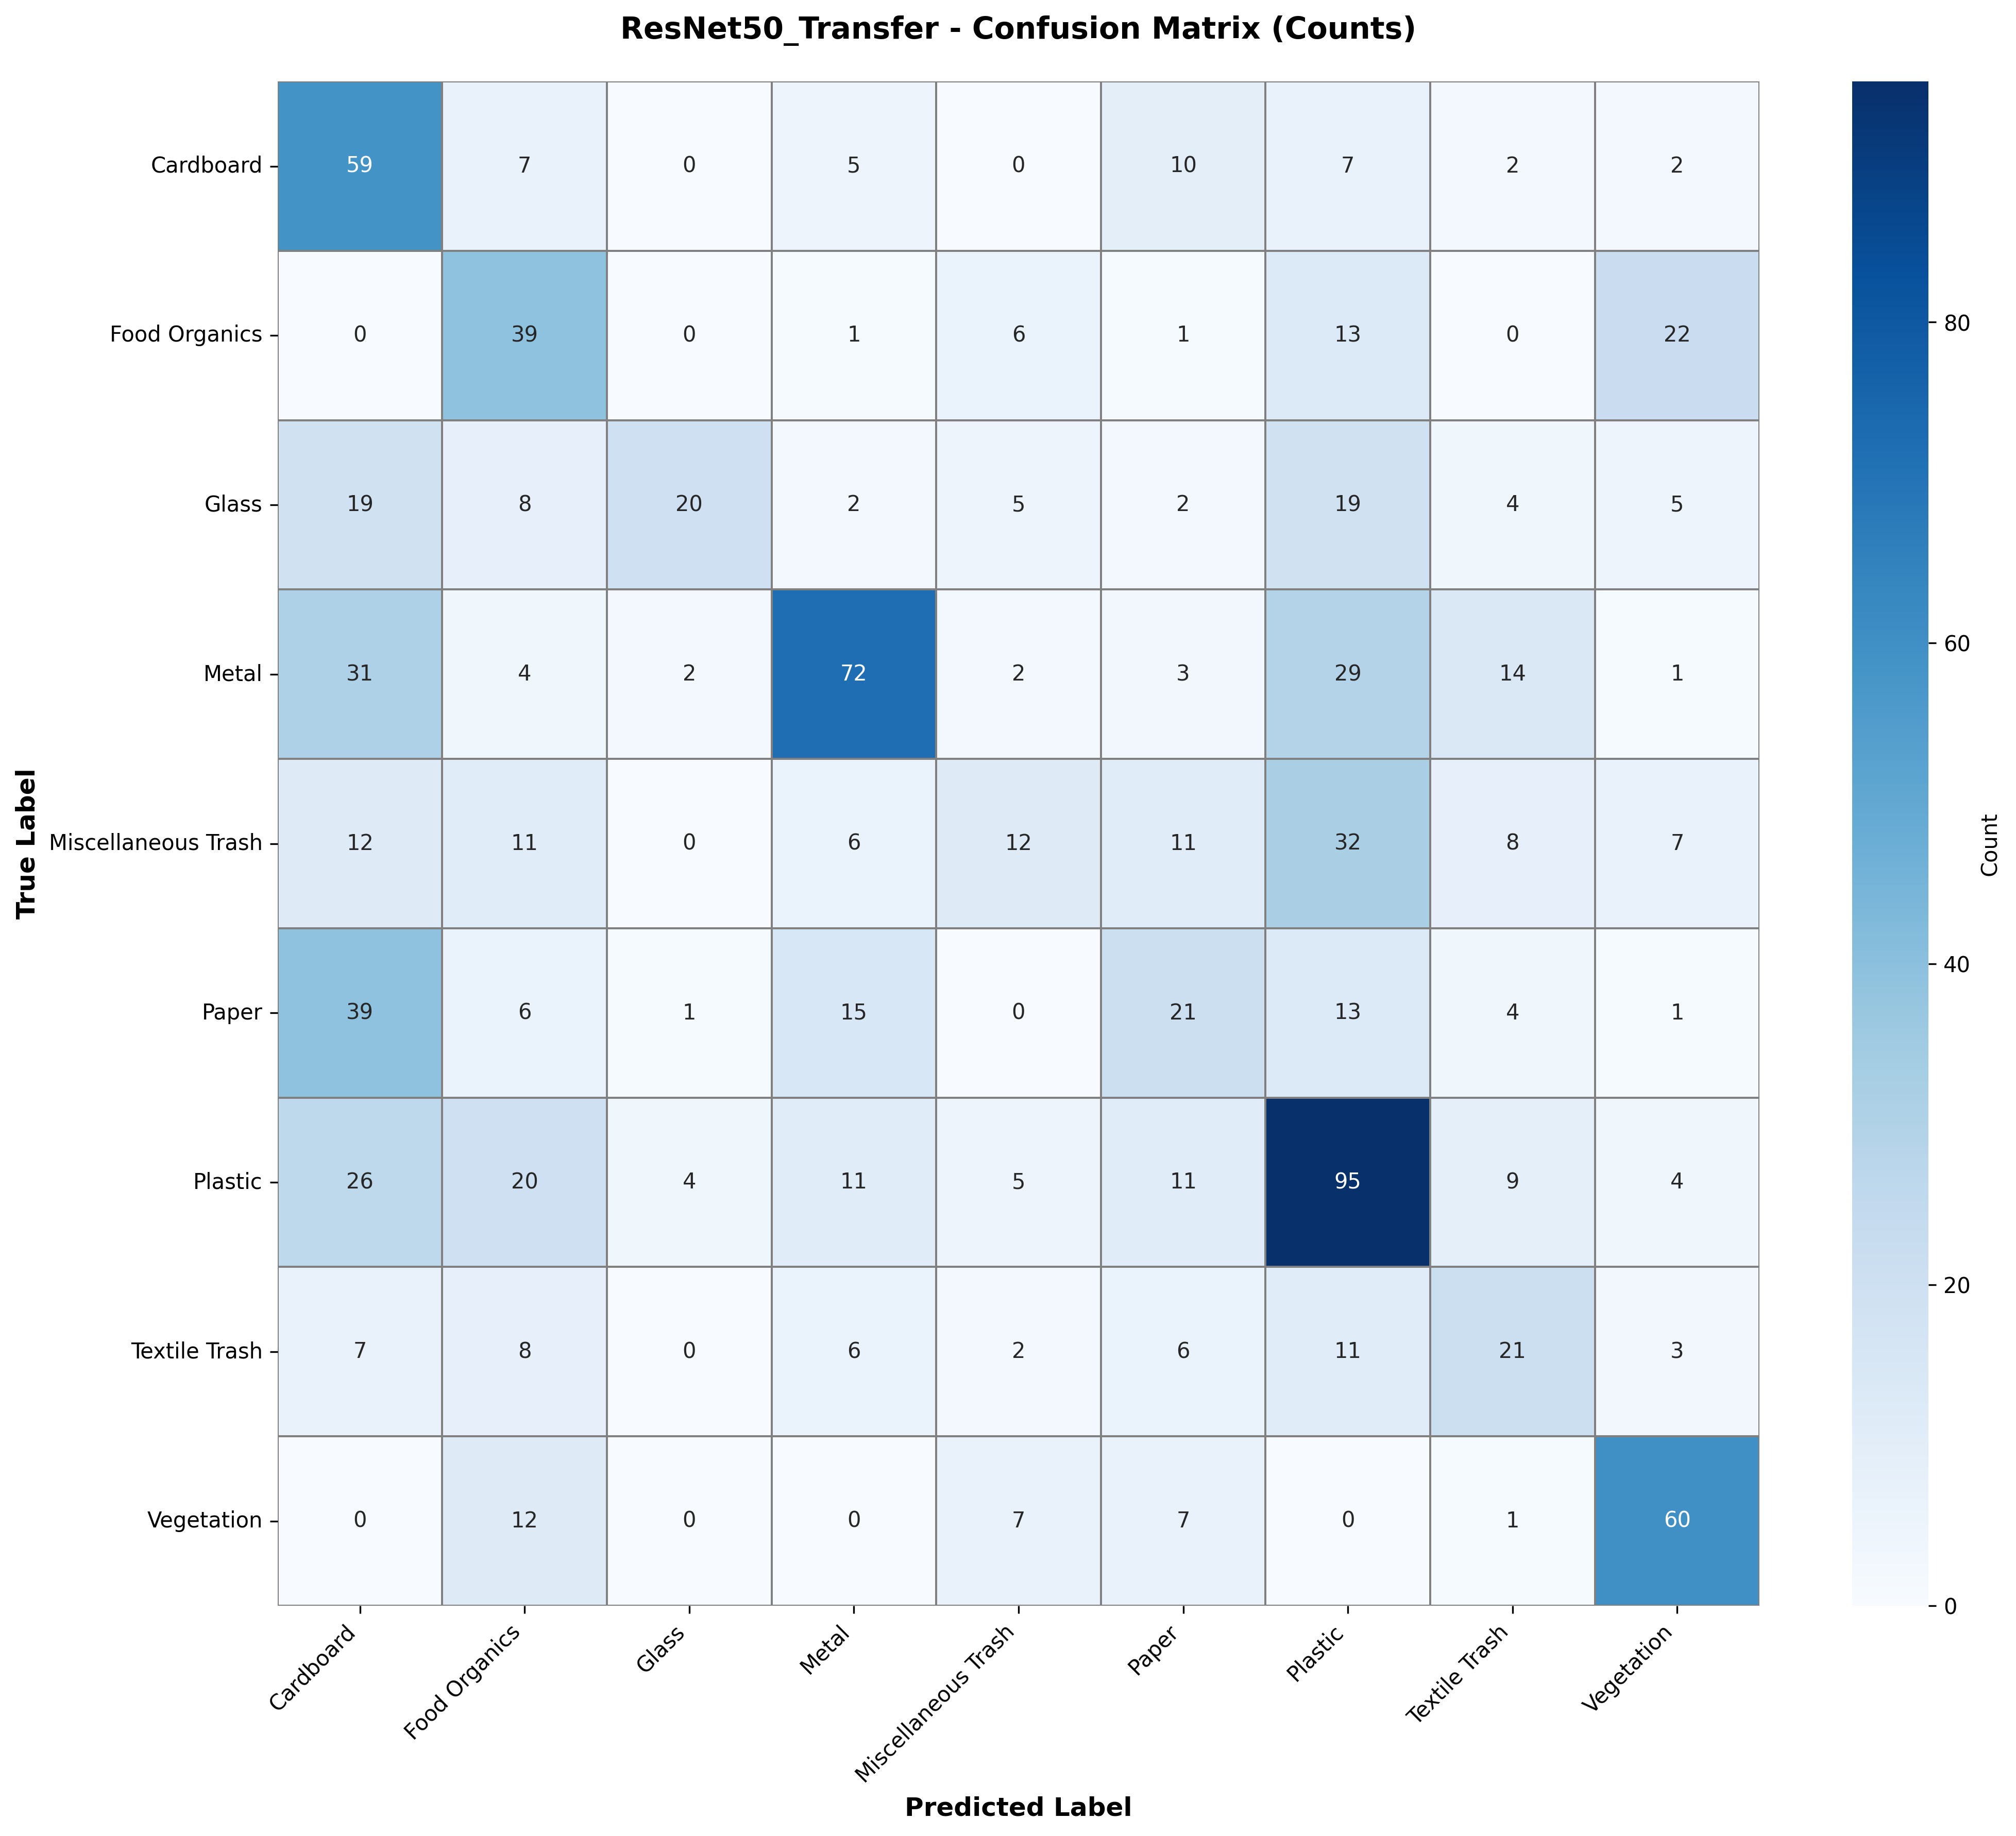 ResNet50_Transfer - Confusion Matrix (Counts)
True Label
Cardboard 59 7 0 5 0 10 7 2 2
Food Organics 0 39 0 1 6 1 13 0 22
Glass 19 8 20 2 5 2 19 4 5
Metal 31 4 2 72 2 3 29 14 1
Miscellaneous Trash 12 11 0 6 12 11 32 8 7
Paper 39 6 1 15 0 21 13 4 1
Plastic 26 20 4 11 5 11 95 9 4
Textile Trash 7 8 0 6 2 6 11 21 3
Vegetation 0 12 0 0 7 7 0 1 60
Cardboard
Food Organics
Glass
Metal
Miscellaneous Trash
Paper
Plastic
Textile Trash
Vegetation
Predicted Label
80
60
40
20
0
Count